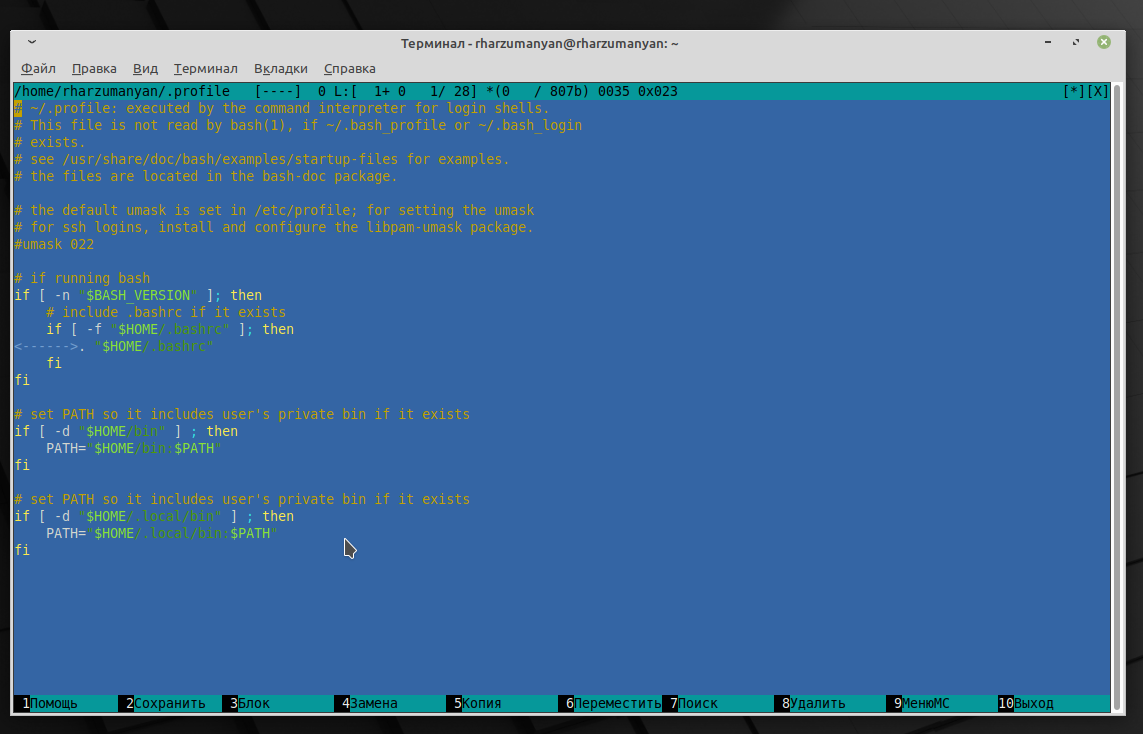 Терминал - rharzumanyan@rharzumanyan: ~
Файл Правка Вид Терминал Вкладки Справка
/home/rharzumanyan/.profile [----] 0 L:[ 1+ 0 1/ 28] *(0 / 807b) 0035 0x023 [*][X]
# ~/.profile: executed by the command interpreter for login shells.
# This file is not read by bash(1), if ~/.bash_profile or ~/.bash_login
# exists.
# see /usr/share/doc/bash/examples/startup-files for examples.
# the files are located in the bash-doc package.

# the default umask is set in /etc/profile; for setting the umask
# for ssh logins, install and configure the libpam-umask package.
#umask 022

# if running bash
if [ -n "$BASH_VERSION" ]; then
    # include .bashrc if it exists
    if [ -f "$HOME/.bashrc" ]; then
<------>. "$HOME/.bashrc"
    fi
fi

# set PATH so it includes user's private bin if it exists
if [ -d "$HOME/bin" ] ; then
    PATH="$HOME/bin:$PATH"
fi

# set PATH so it includes user's private bin if it exists
if [ -d "$HOME/.local/bin" ] ; then
    PATH="$HOME/.local/bin:$PATH"
fi
1Помощь 2Сохранить 3Блок 4Замена 5Копия 6Переместить 7Поиск 8Удалить 9МенюMC 10Выход